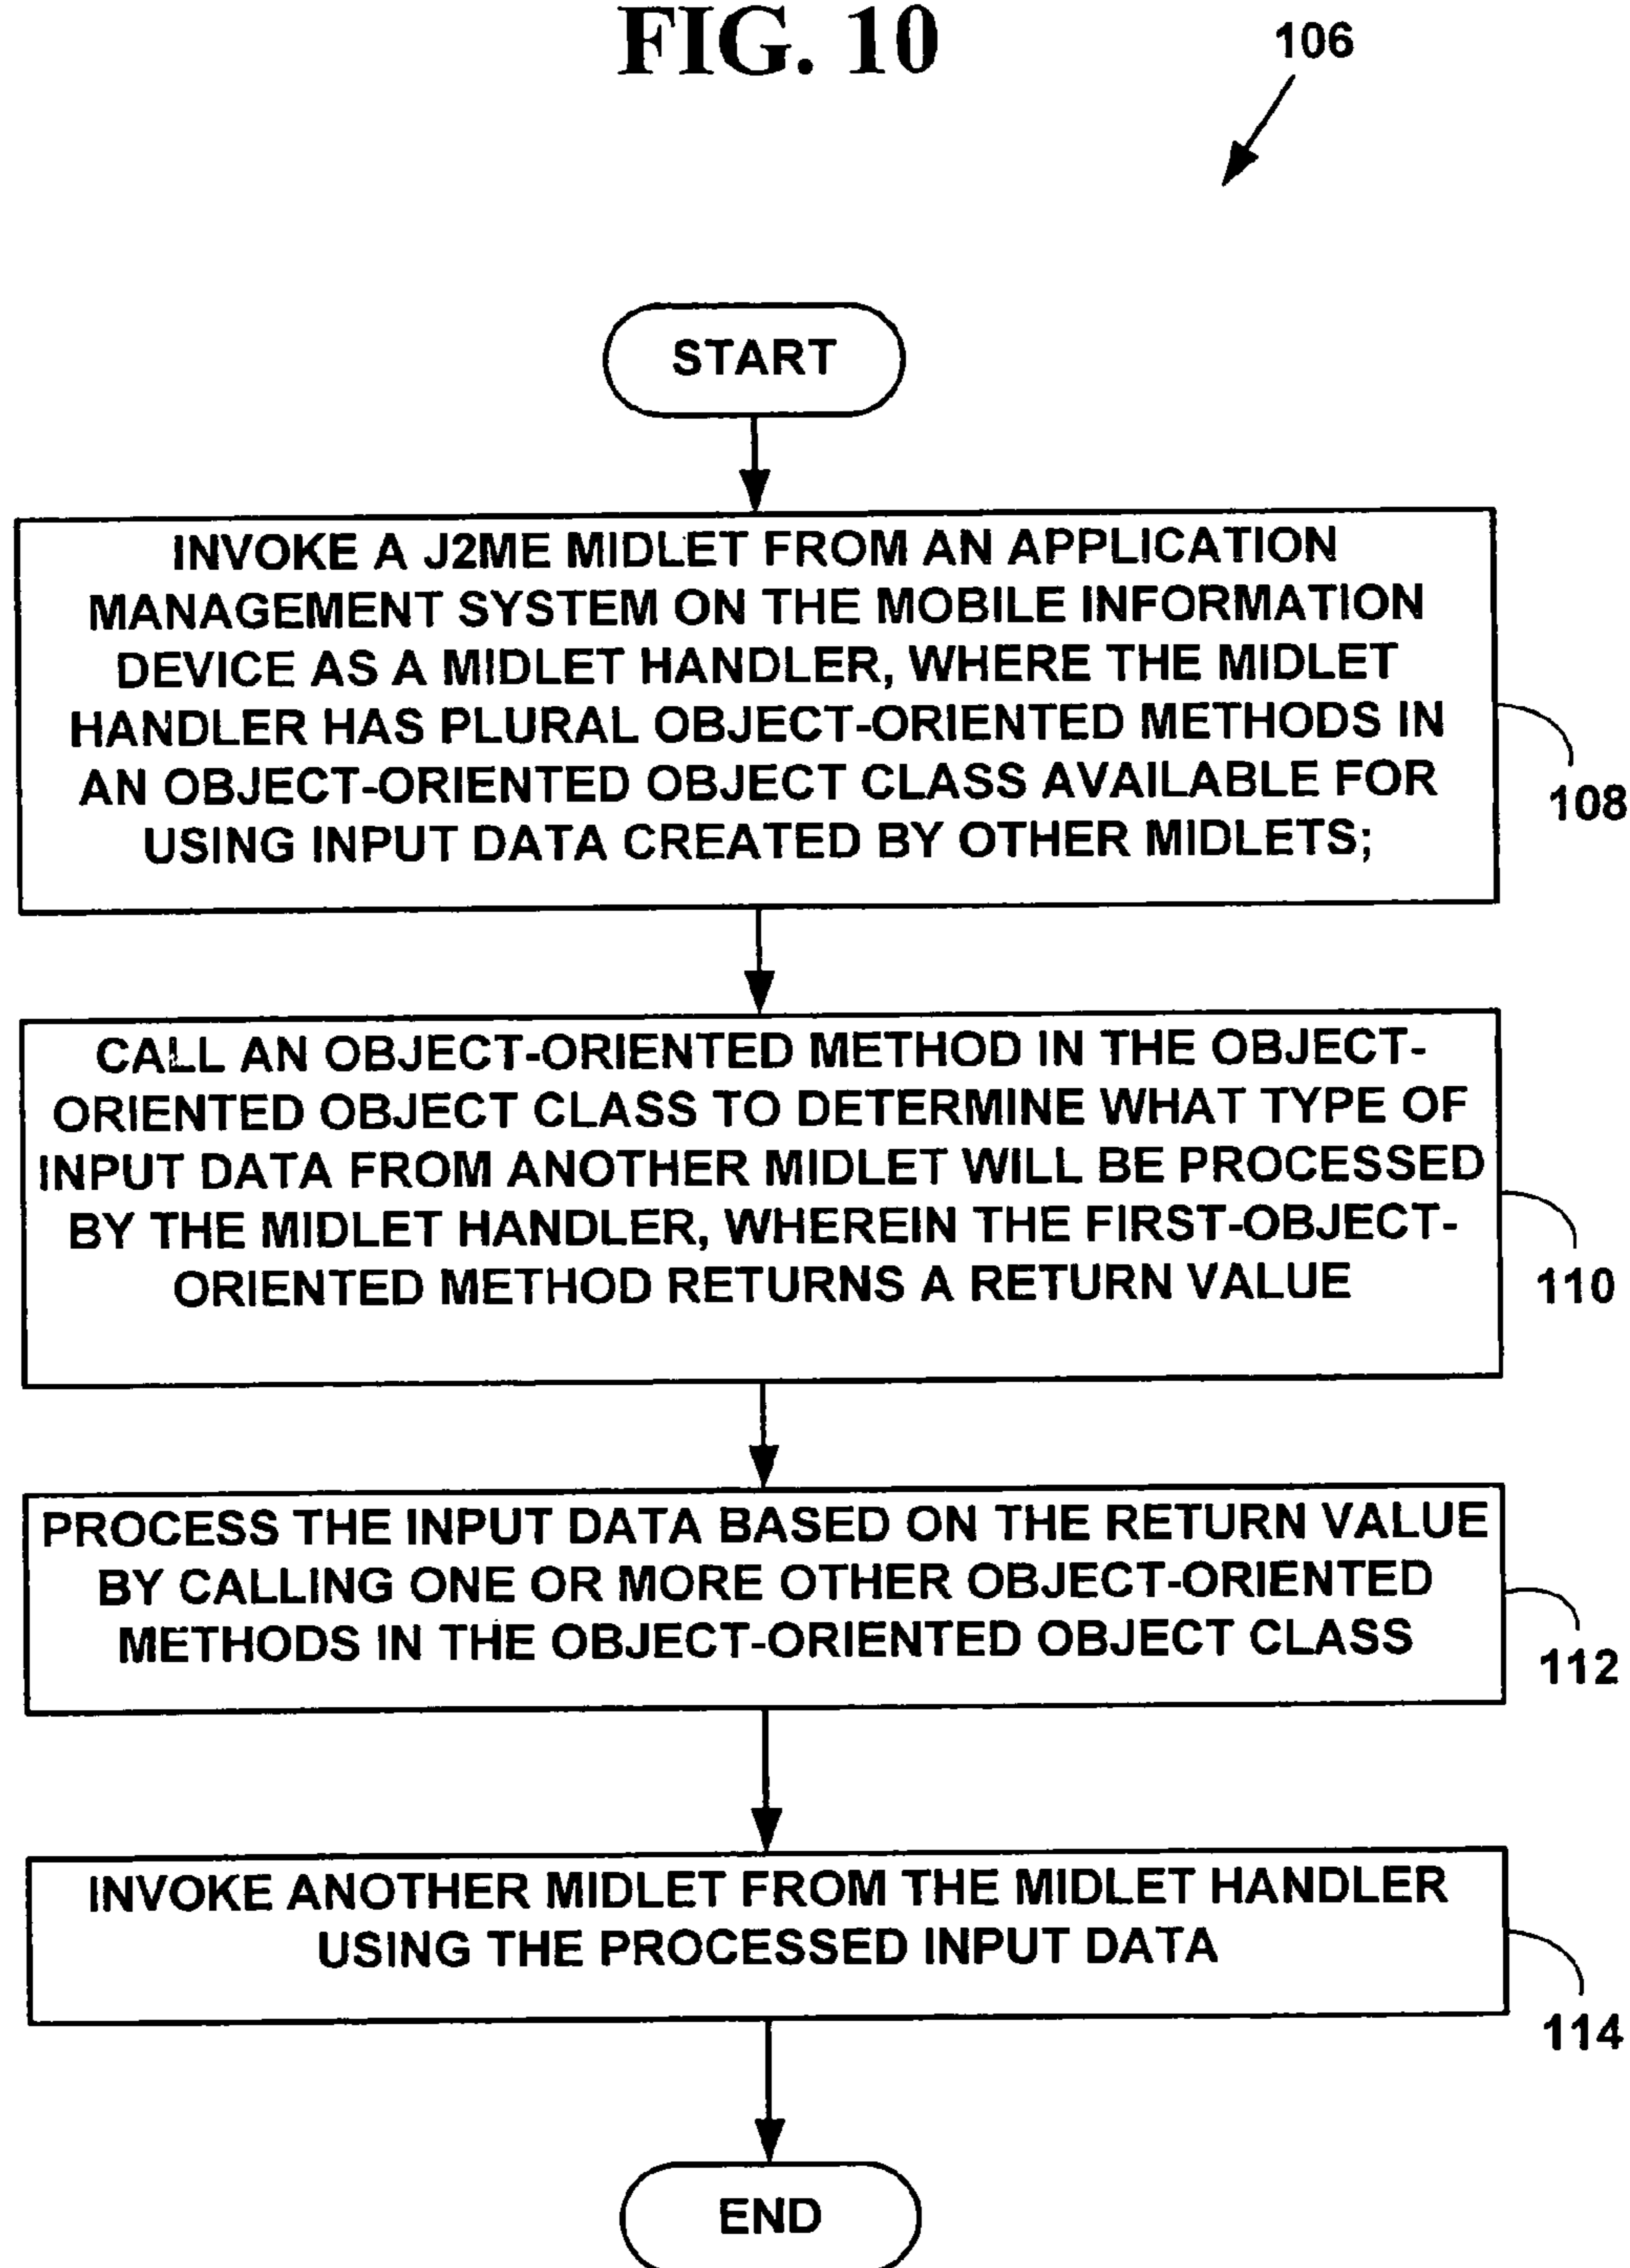 FIG. 10
106
START
INVOKE A J2ME MIDLET FROM AN APPLICATION
MANAGEMENT SYSTEM ON THE MOBILE INFORMATION
DEVICE AS A MIDLET HANDLER, WHERE THE MIDLET
HANDLER HAS PLURAL OBJECT-ORIENTED METHODS IN
AN OBJECT-ORIENTED OBJECT CLASS AVAILABLE FOR
USING INPUT DATA CREATED BY OTHER MIDLETS;
108
CALL AN OBJECT-ORIENTED METHOD IN THE OBJECT-
ORIENTED OBJECT CLASS TO DETERMINE WHAT TYPE OF
INPUT DATA FROM ANOTHER MIDLET WILL BE PROCESSED
BY THE MIDLET HANDLER, WHEREIN THE FIRST-OBJECT-
ORIENTED METHOD RETURNS A RETURN VALUE
110
PROCESS THE INPUT DATA BASED ON THE RETURN VALUE
BY CALLING ONE OR MORE OTHER OBJECT-ORIENTED
METHODS IN THE OBJECT-ORIENTED OBJECT CLASS
112
INVOKE ANOTHER MIDLET FROM THE MIDLET HANDLER
USING THE PROCESSED INPUT DATA
114
END